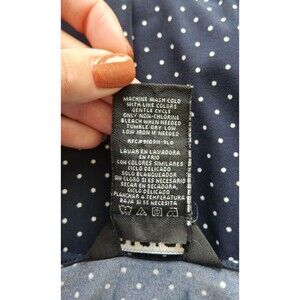 MACHINE WASH COLD
WITH LIKE COLORS
GENTLE CYCLE
ONLY NON-CHLORINE
BLEACH WHEN NEEDED
TUMBLE DRY LOW
LOW IRON IF NEEDED
LAVAR EN LAVADORA
EN FRIO
CON COLORES SIMILARES
CICLO DELICADO
SOLO BLANQUEADOR
SIN CLORO SI ES NECESARIO
SECAR EN SECADORA,
CICLO DELICADO
PLANCHAR A TEMPERATURA
BAJA SI ES NECESARIO